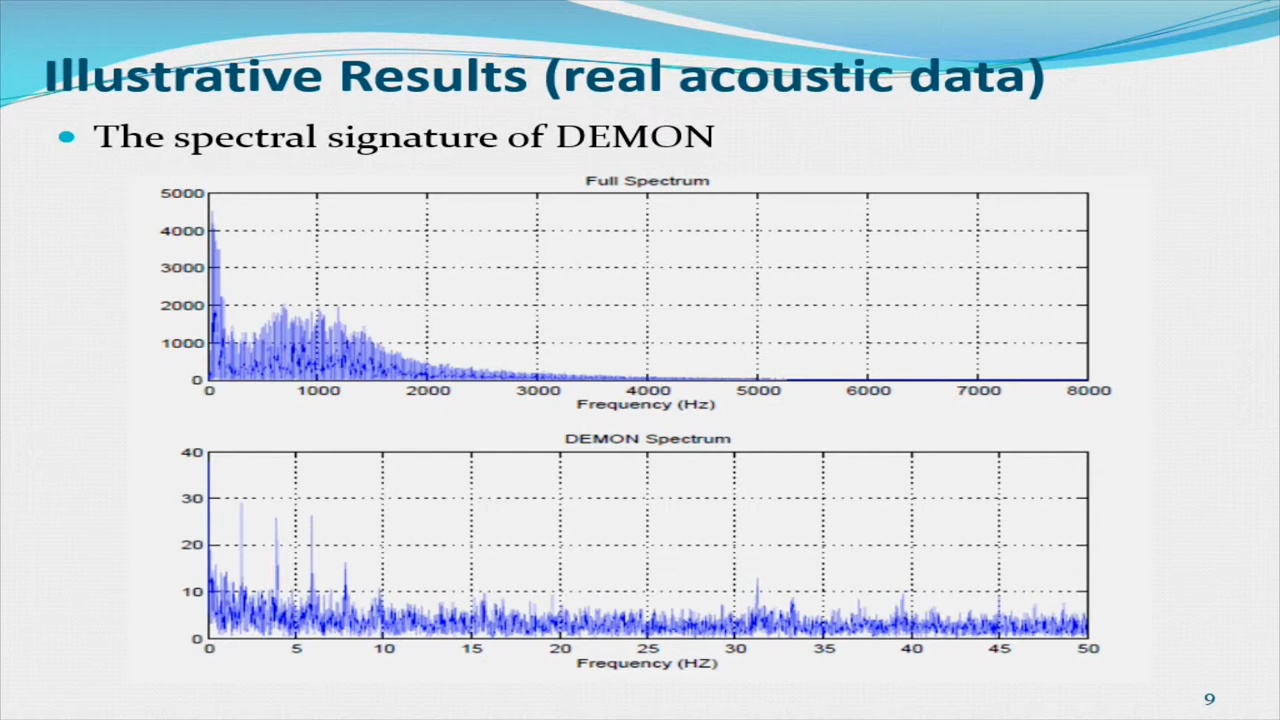 Illustrative Results (real acoustic data)
The spectral signature of DEMON
Full Spectrum
5000
4000
3000
2000
1000
0
0 1000 2000 3000 4000 5000 6000 7000 8000
Frequency (Hz)
DEMON Spectrum
40
30
20
10
0
0 5 10 15 20 25 30 35 40 45 50
Frequency (HZ)
9